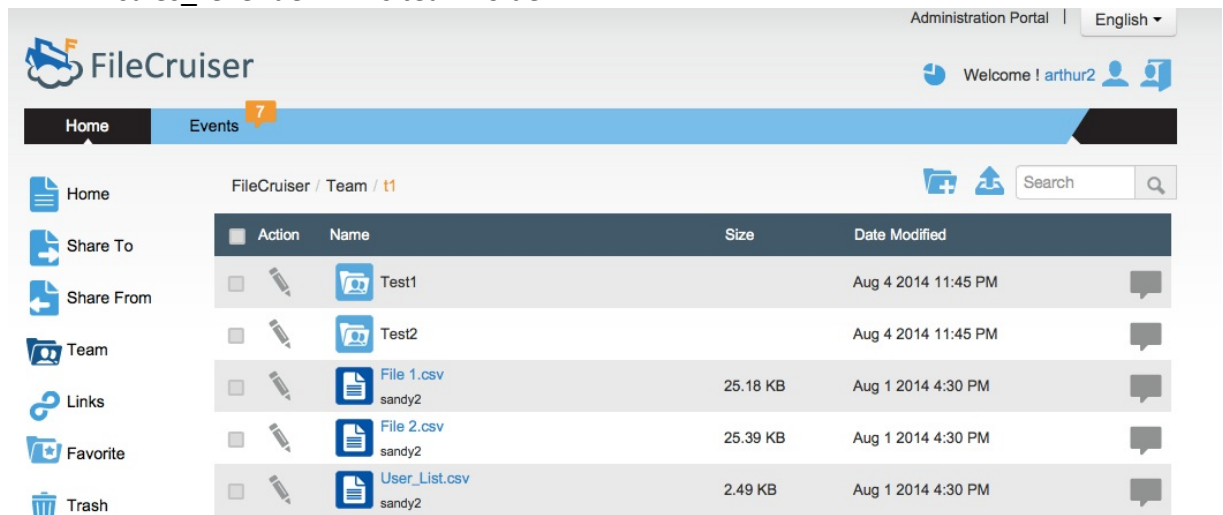 Administration Portal | English
FileCruiser
Welcome ! arthur2
Home Events 7
Home
Share To
Share From
Team
Links
Favorite
Trash
FileCruiser / Team / t1
Search
Action Name Size Date Modified
Test1 Aug 4 2014 11:45 PM
Test2 Aug 4 2014 11:45 PM
File 1.csv
sandy2 25.18 KB Aug 1 2014 4:30 PM
File 2.csv
sandy2 25.39 KB Aug 1 2014 4:30 PM
User_List.csv
sandy2 2.49 KB Aug 1 2014 4:30 PM